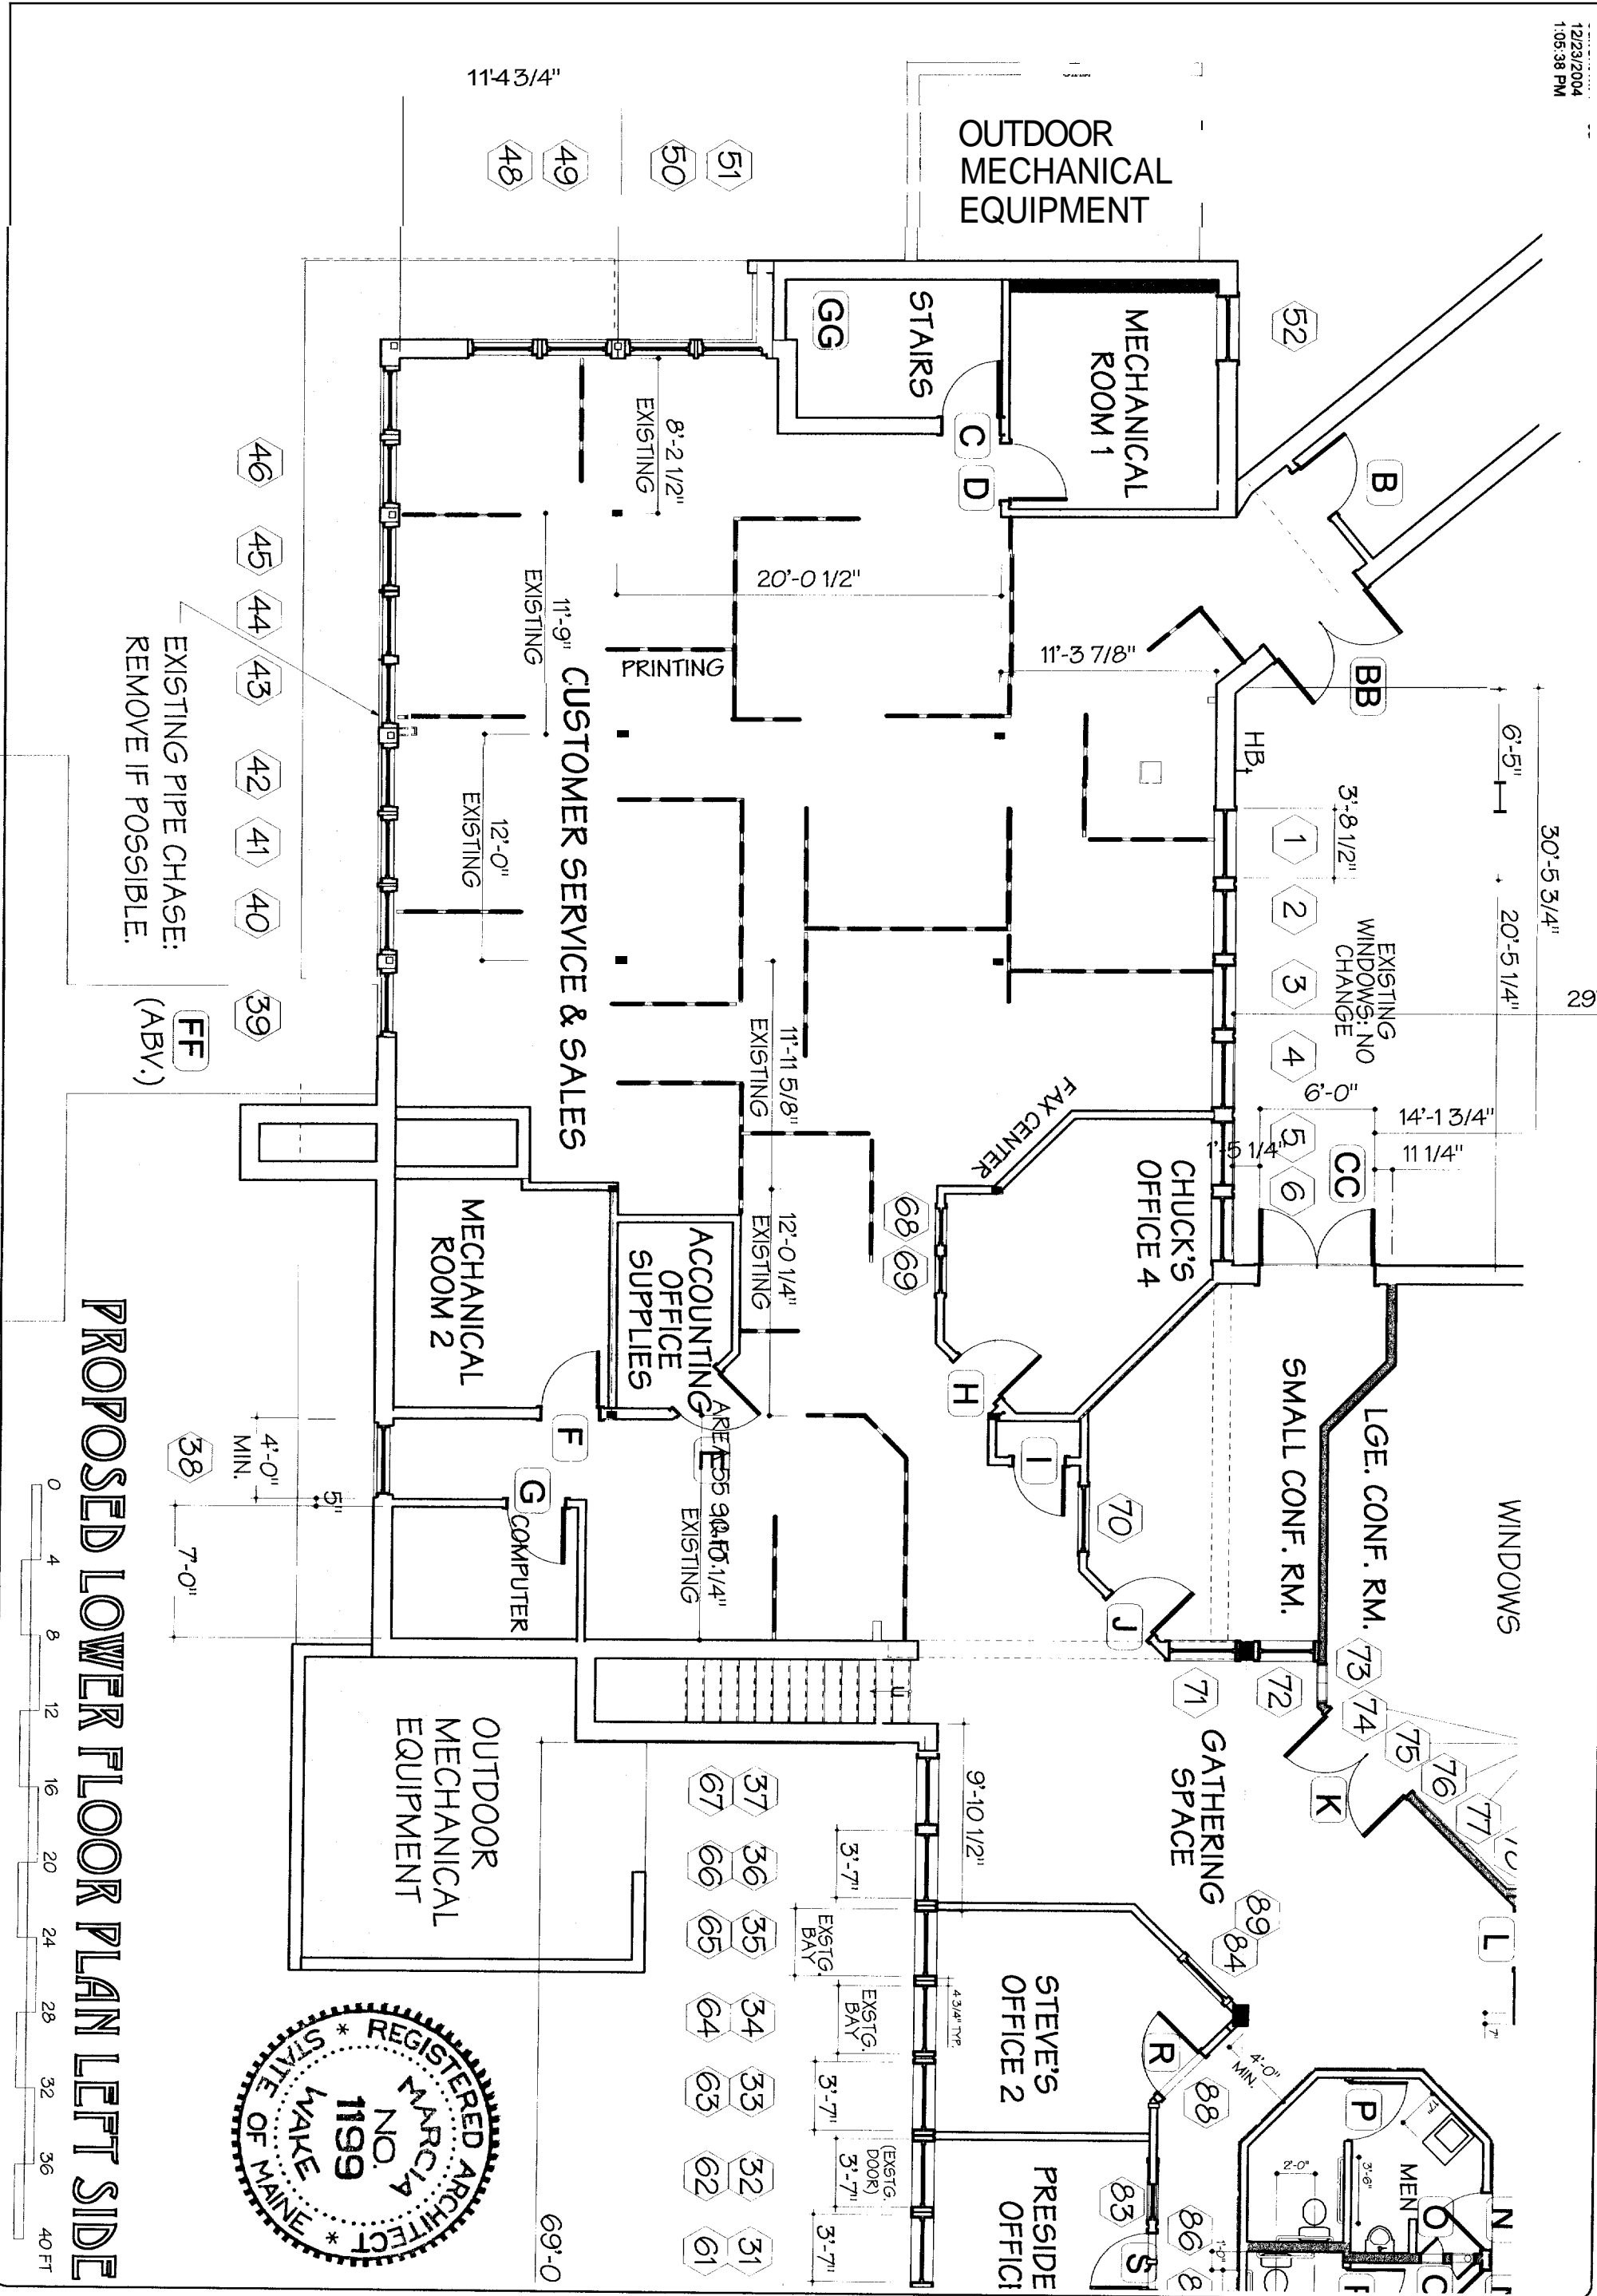 12/23/2004
1:05:38 PM
OUTDOOR
MECHANICAL
EQUIPMENT
11'4 3/4"
48
49
50
51
52
STAIRS
GG
MECHANICAL
ROOM 1
C
D
B
BB
8'-2 1/2"
EXISTING
20'-0 1/2"
11'-3 7/8"
11'-9"
EXISTING
PRINTING
CUSTOMER SERVICE & SALES
12'-0"
EXISTING
46
45
44
43
42
41
40
39
EXISTING PIPE CHASE:
REMOVE IF POSSIBLE.
FF
(ABV.)
HB
6'-5"
30'-5 3/4"
3'-8 1/2"
20'-5 1/4"
29'
1
2
3
4
5
6
EXISTING
WINDOWS: NO
CHANGE
6'-0"
14'-1 3/4"
11 1/4"
1'-5 1/4"
CC
11'-11 5/8"
EXISTING
12'-0 1/4"
EXISTING
FAX CENTER
CHUCK'S
OFFICE 4
68
69
MECHANICAL
ROOM 2
ACCOUNTING
OFFICE
SUPPLIES
H
I
J
70
SMALL CONF. RM.
LGE. CONF. RM.
WINDOWS
F
G
EXISTING
COMPUTER
38
4'-0"
MIN.
5"
7'-0"
71
72
73
74
75
76
77
K
L
7"
U
GATHERING
SPACE
OUTDOOR
MECHANICAL
EQUIPMENT
9'-10 1/2"
37
67
36
66
35
65
34
64
33
63
32
62
31
61
3'-7"
EXSTG.
BAY
EXSTG.
BAY
3'-7"
(EXSTG.
DOOR)
3'-7"
3'-7"
4 3/4" TYP.
STEVE'S
OFFICE 2
89
84
R
4'-0"
MIN.
88
83
86
S
PRESIDE
OFFICI
P
MEN
2'-0"
3'-6"
1'-0"
O
N
69'-0
REGISTERED ARCHITECT
STATE OF MAINE
MARCIA
NO.
1199
WAKE
PROPOSED LOWER FLOOR PLAN LEFT SIDE
0 4 8 12 16 20 24 28 32 36 40 FT